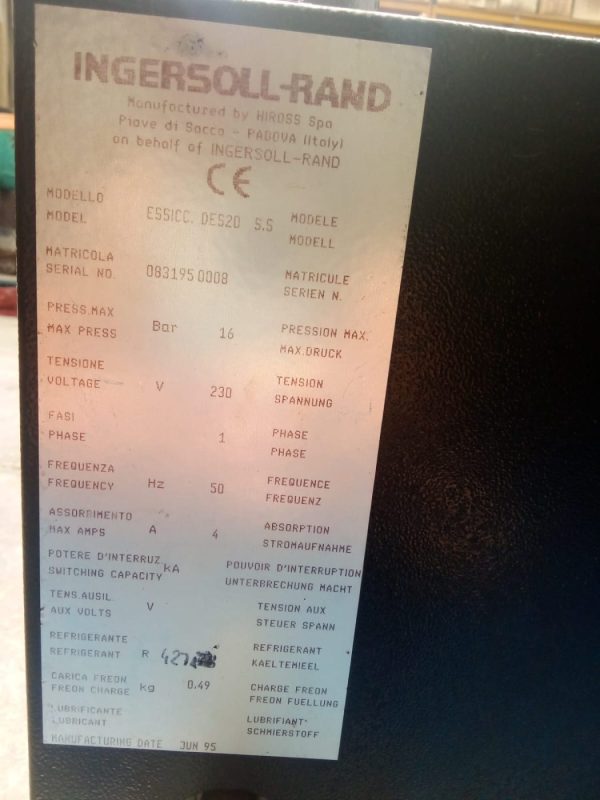 INGERSOLL-RAND
Manufactured by HIROSS Spa
Piove di Sacco - PADOVA (Italy)
on behalf of INGERSOLL-RAND
CE
MODELLO
MODEL ESSICC. DES20 S.S MODELE
MODELL
MATRICOLA
SERIAL NO. 083195 0008 MATRICULE
SERIEN N.
PRESS.MAX
MAX PRESS Bar 16 PRESSION MAX.
MAX.DRUCK
TENSIONE
VOLTAGE V 230 TENSION
SPANNUNG
FASI
PHASE 1 PHASE
PHASE
FREQUENZA
FREQUENCY Hz 50 FREQUENCE
FREQUENZ
ASSORBIMENTO
MAX AMPS A 4 ABSORPTION
STROMAUFNAHME
POTERE D'INTERRUZ
SWITCHING CAPACITY kA POUVOIR D'INTERRUPTION
UNTERBRECHUNG MACHT
TENS.AUSIL
AUX VOLTS V TENSION AUX
STEUER SPANN
REFRIGERANTE
REFRIGERANT R REFRIGERANT
KAELTEMIEEL
CARICA FREON
FREON CHARGE kg 0.49 CHARGE FREON
FREON FUELLUNG
LUBRIFICANTE
LUBRICANT LUBRIFIANT
SCHMIERSTOFF
MANUFACTURING DATE JUN 95